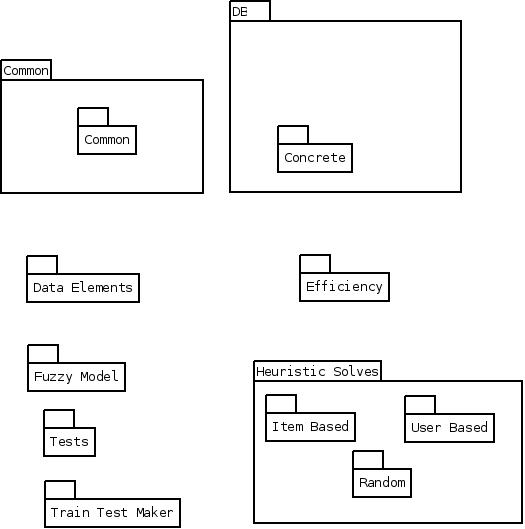 DB
Common
Common
Concrete
Data Elements
Efficiency
Fuzzy Model
Heuristic Solves
Item Based
User Based
Tests
Random
Train Test Maker